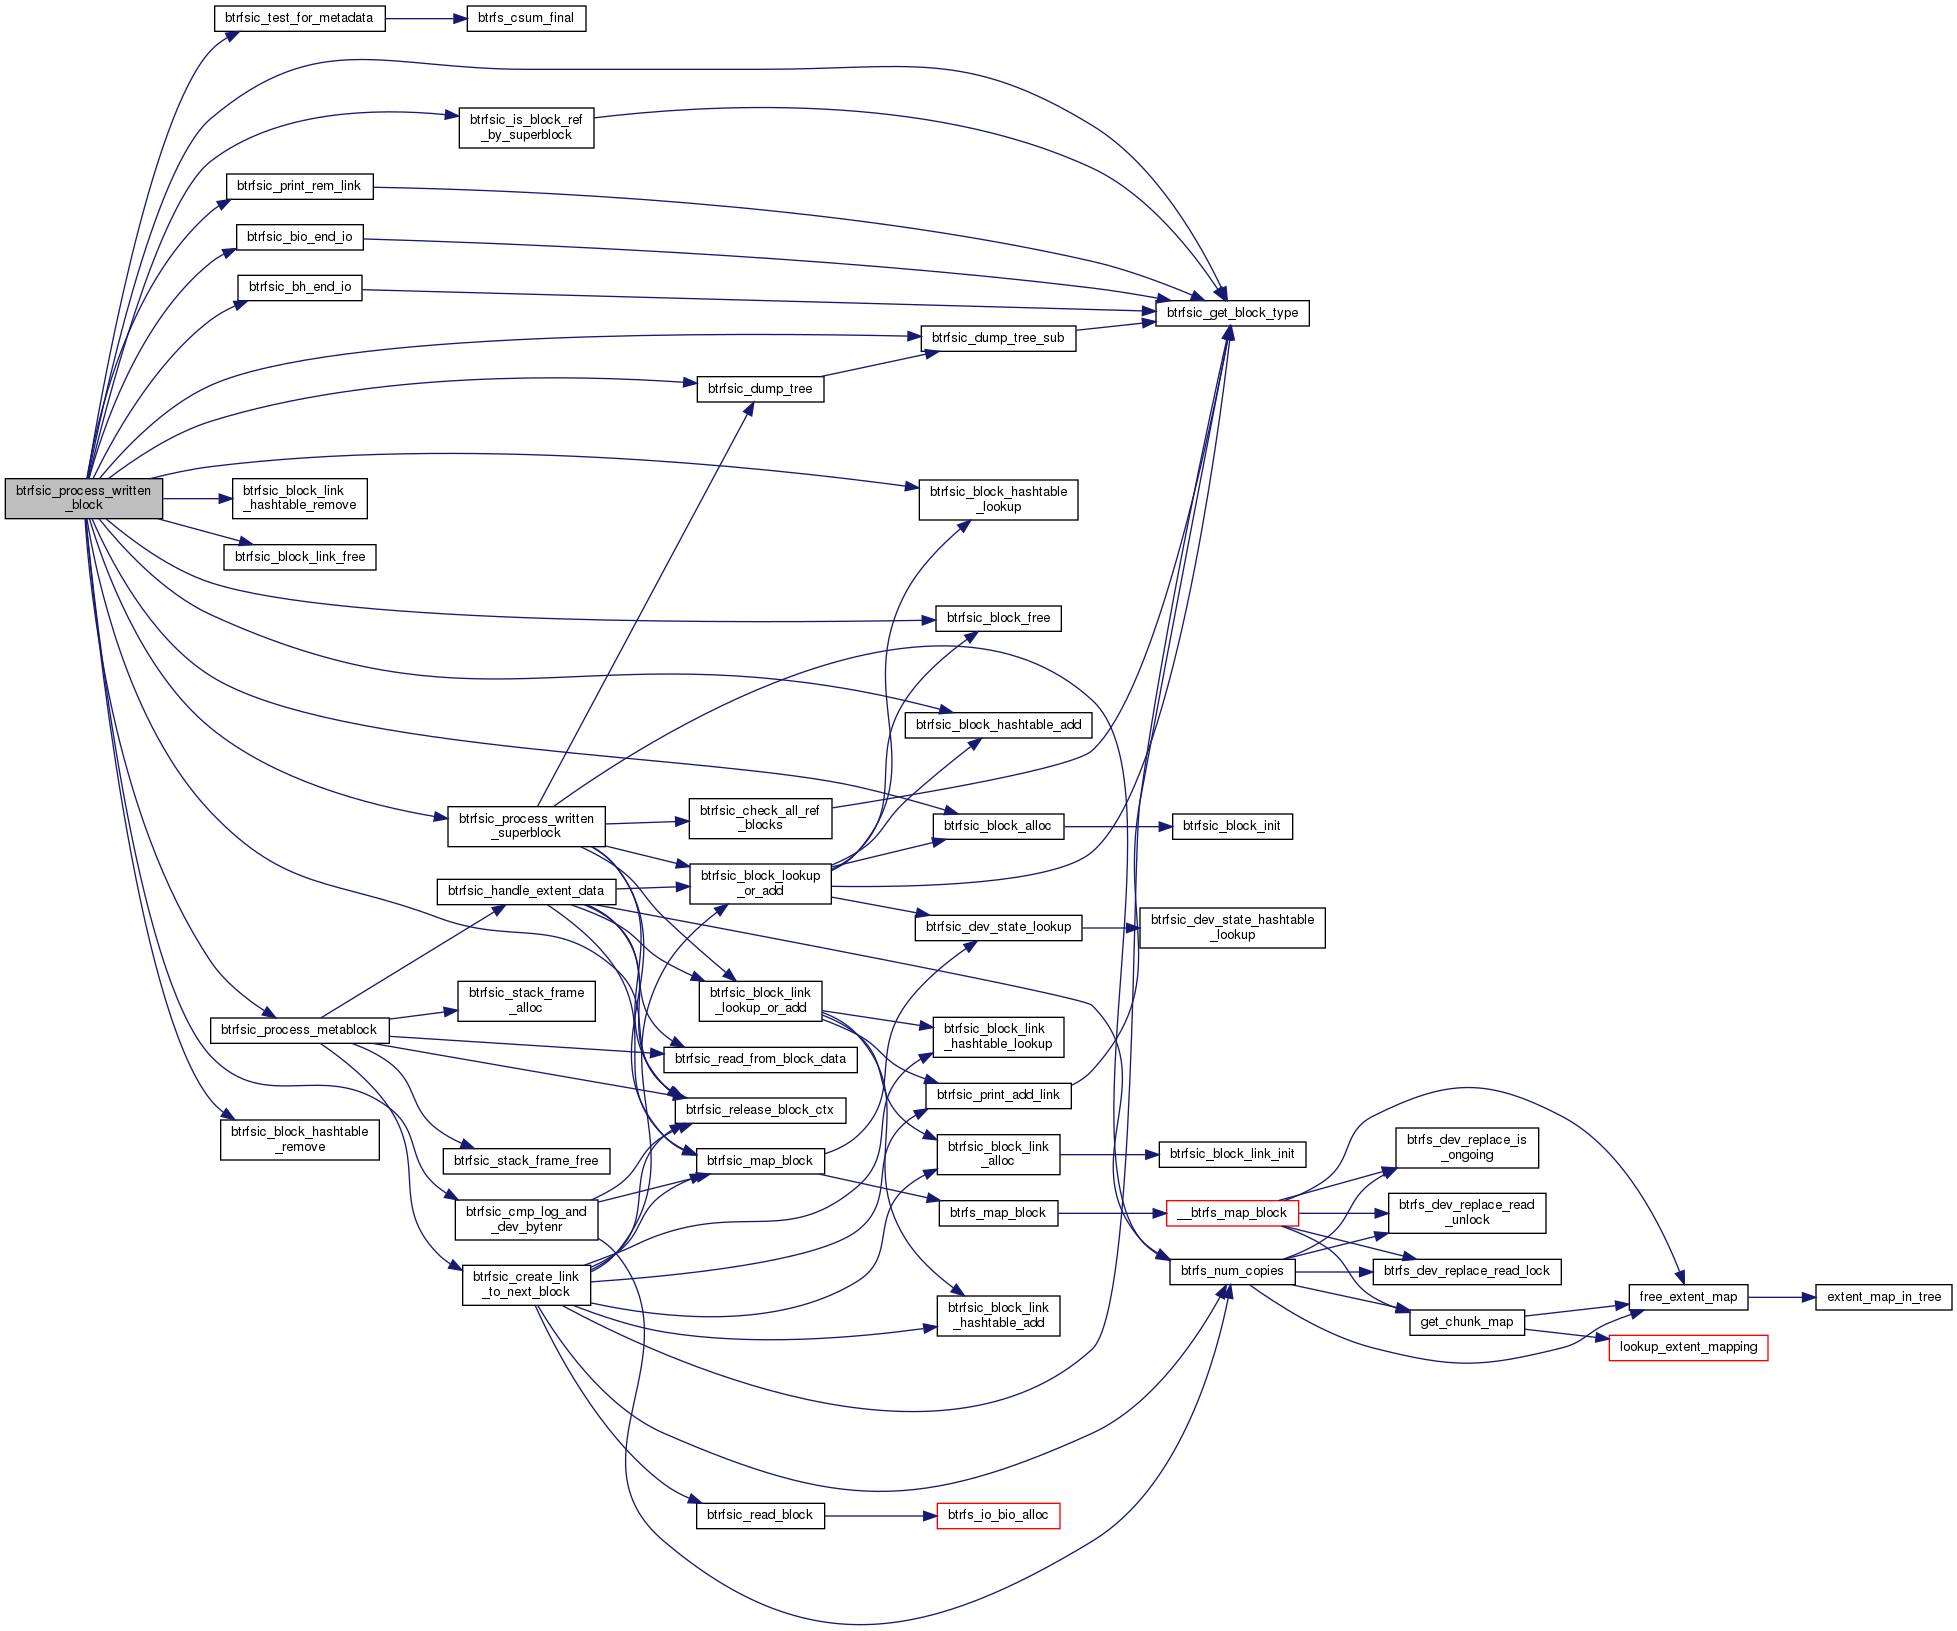 btrfsic_test_for_metadata
btrfs_csum_final
btrfsic_is_block_ref
_by_superblock
btrfsic_print_rem_link
btrfsic_bio_end_io
btrfsic_bh_end_io
btrfsic_get_block_type
btrfsic_dump_tree_sub
btrfsic_dump_tree
btrfsic_process_written
_block
btrfsic_block_link
_hashtable_remove
btrfsic_block_hashtable
_lookup
btrfsic_block_link_free
btrfsic_block_free
btrfsic_block_hashtable_add
btrfsic_process_written
_superblock
btrfsic_check_all_ref
_blocks
btrfsic_block_alloc
btrfsic_block_init
btrfsic_handle_extent_data
btrfsic_block_lookup
_or_add
btrfsic_dev_state_lookup
btrfsic_dev_state_hashtable
_lookup
btrfsic_stack_frame
_alloc
btrfsic_block_link
_lookup_or_add
btrfsic_process_metablock
btrfsic_block_link
_hashtable_lookup
btrfsic_read_from_block_data
btrfsic_print_add_link
btrfsic_release_block_ctx
btrfsic_block_hashtable
_remove
btrfsic_stack_frame_free
btrfsic_map_block
btrfsic_block_link
_alloc
btrfsic_block_link_init
btrfs_dev_replace_is
_ongoing
btrfsic_cmp_log_and
_dev_bytenr
btrfs_map_block
__btrfs_map_block
btrfs_dev_replace_read
_unlock
btrfsic_create_link
_to_next_block
btrfs_num_copies
btrfs_dev_replace_read_lock
btrfsic_block_link
_hashtable_add
get_chunk_map
free_extent_map
extent_map_in_tree
lookup_extent_mapping
btrfsic_read_block
btrfs_io_bio_alloc